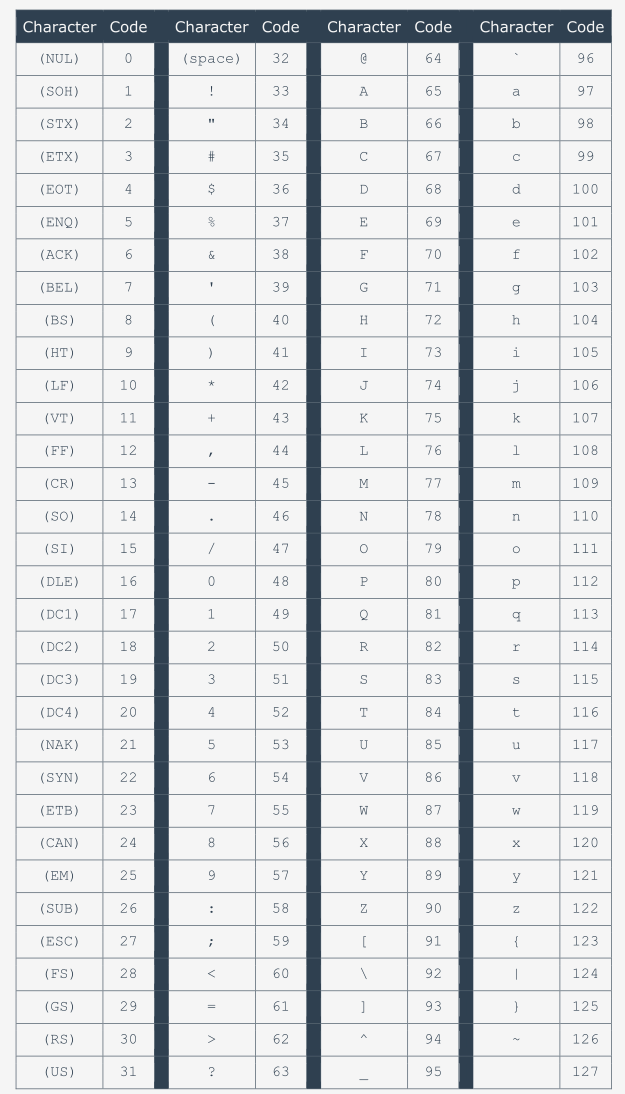 Character Code Character Code Character Code Character Code
(NUL) 0 (space) 32 @ 64 ` 96
(SOH) 1 ! 33 A 65 a 97
(STX) 2 " 34 B 66 b 98
(ETX) 3 # 35 C 67 c 99
(EOT) 4 $ 36 D 68 d 100
(ENQ) 5 % 37 E 69 e 101
(ACK) 6 & 38 F 70 f 102
(BEL) 7 ' 39 G 71 g 103
(BS) 8 ( 40 H 72 h 104
(HT) 9 ) 41 I 73 i 105
(LF) 10 * 42 J 74 j 106
(VT) 11 + 43 K 75 k 107
(FF) 12 , 44 L 76 l 108
(CR) 13 - 45 M 77 m 109
(SO) 14 . 46 N 78 n 110
(SI) 15 / 47 O 79 o 111
(DLE) 16 0 48 P 80 p 112
(DC1) 17 1 49 Q 81 q 113
(DC2) 18 2 50 R 82 r 114
(DC3) 19 3 51 S 83 s 115
(DC4) 20 4 52 T 84 t 116
(NAK) 21 5 53 U 85 u 117
(SYN) 22 6 54 V 86 v 118
(ETB) 23 7 55 W 87 w 119
(CAN) 24 8 56 X 88 x 120
(EM) 25 9 57 Y 89 y 121
(SUB) 26 : 58 Z 90 z 122
(ESC) 27 ; 59 [ 91 { 123
(FS) 28 < 60 \ 92 | 124
(GS) 29 = 61 ] 93 } 125
(RS) 30 > 62 ^ 94 ~ 126
(US) 31 ? 63 _ 95 127